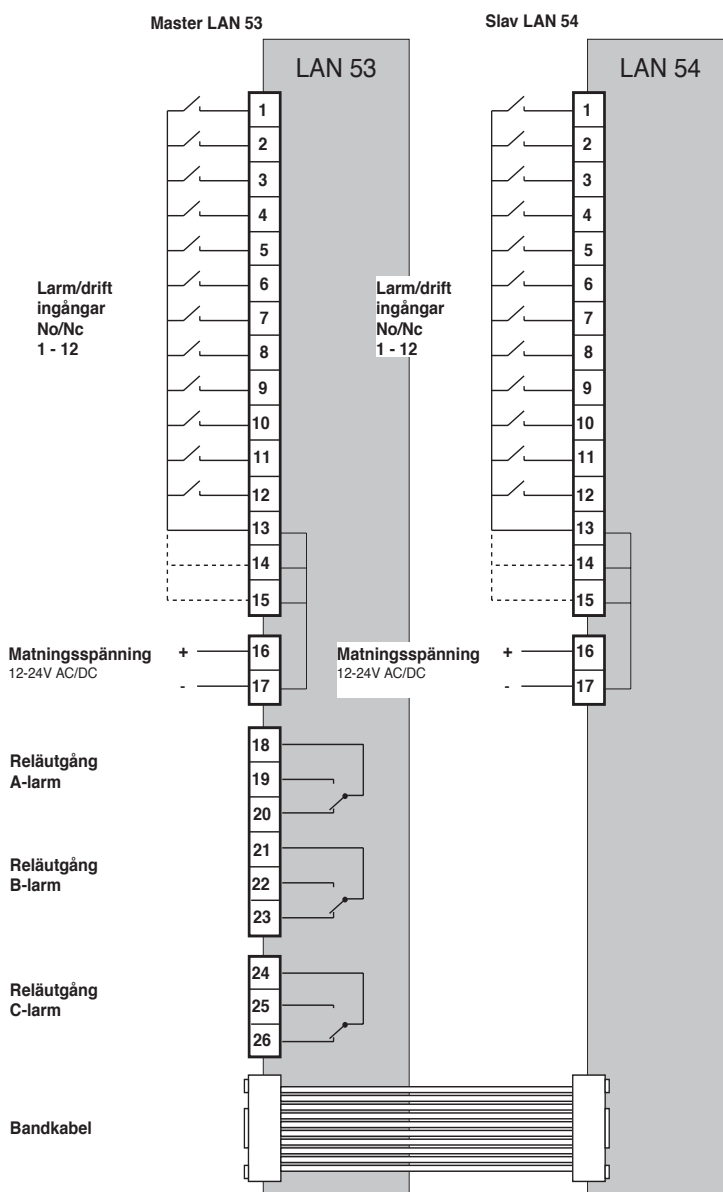 Master LAN 53
Slav LAN 54
LAN 53
LAN 54
1
2
3
4
5
6
7
8
9
10
11
12
13
14
15
16
17
18
19
20
21
22
23
24
25
26
Larm/drift
ingångar
No/Nc
1 - 12
Matningsspänning
12-24V AC/DC
+
-
Reläutgång
A-larm
Reläutgång
B-larm
Reläutgång
C-larm
Bandkabel
1
2
3
4
5
6
7
8
9
10
11
12
13
14
15
16
17
Larm/drift
ingångar
No/Nc
1 - 12
Matningsspänning
12-24V AC/DC
+
-